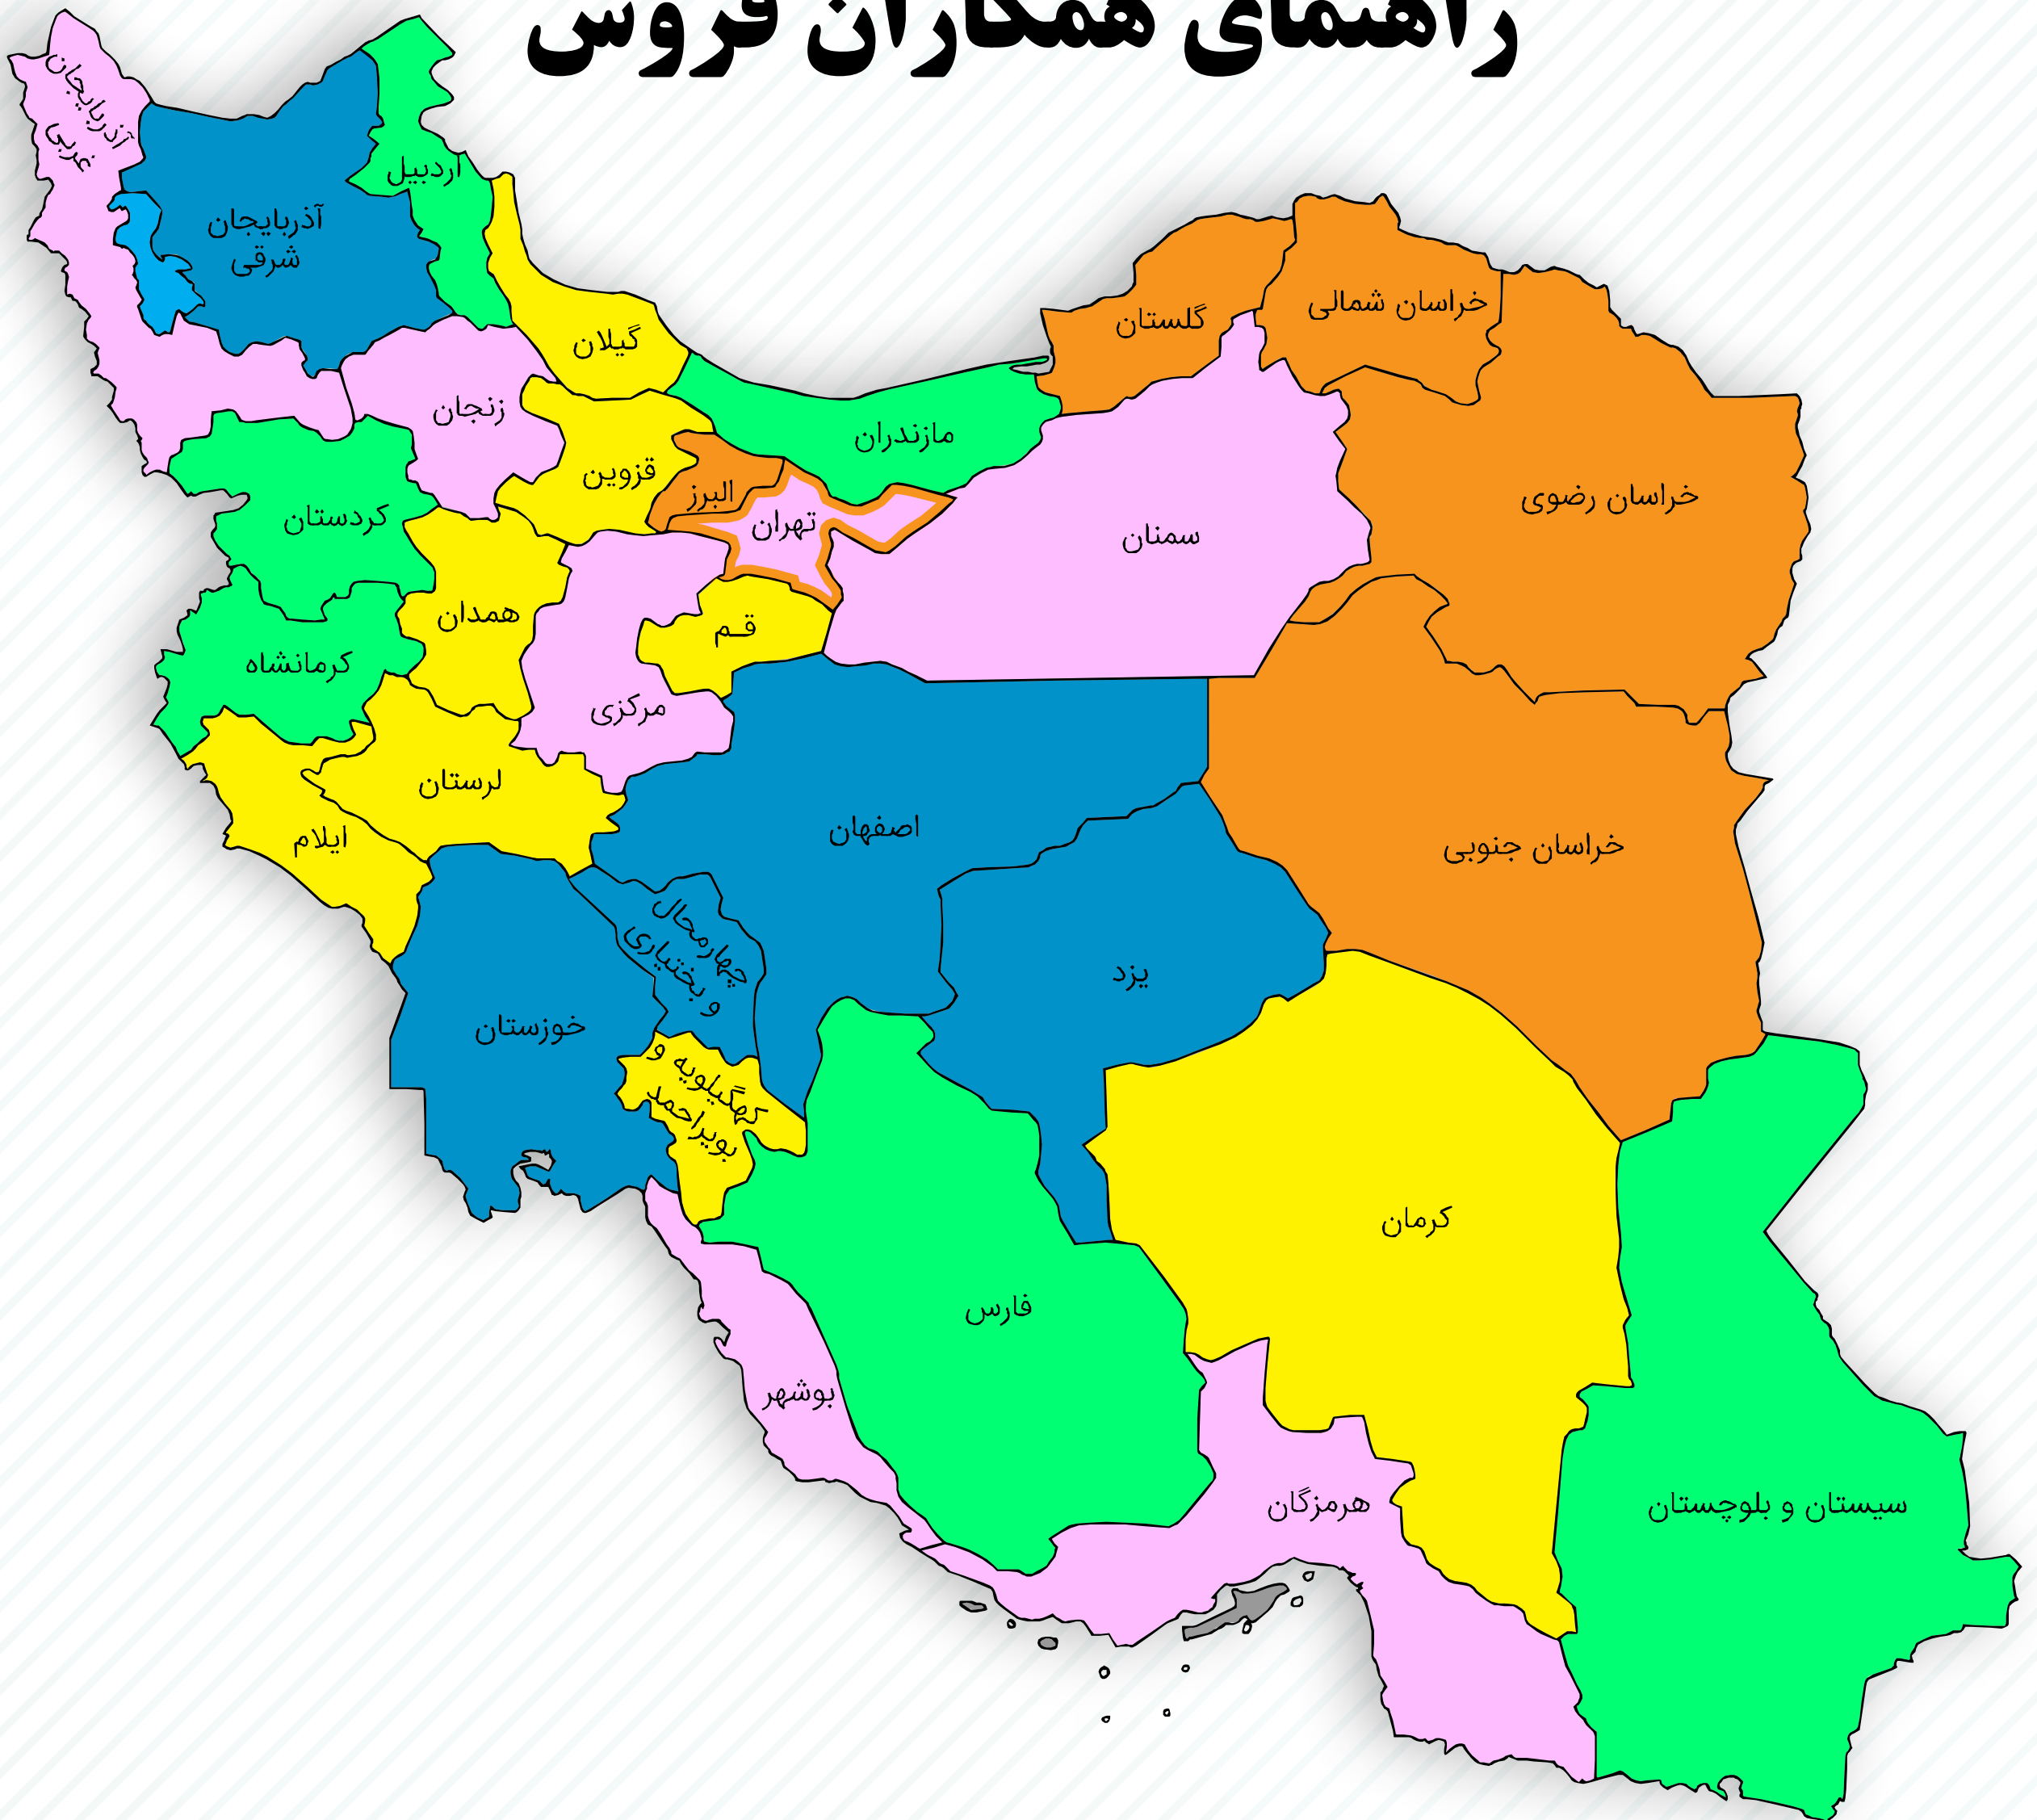 راهنمای همکاران فروش
آذربایجان
غربی
آذربایجان
شرقی
اردبیل
گیلان
زنجان
قزوین
البرز
تهران
مازندران
گلستان
خراسان شمالی
خراسان رضوی
سمنان
کردستان
همدان
قـم
کرمانشاه
مرکزی
لرستان
ایلام
اصفهان
خراسان جنوبی
چهارمحال
و بختیاری
یزد
خوزستان
کهگیلویه و
بویراحمد
کرمان
فارس
بوشهر
هرمزگان
سیستان و بلوچستان